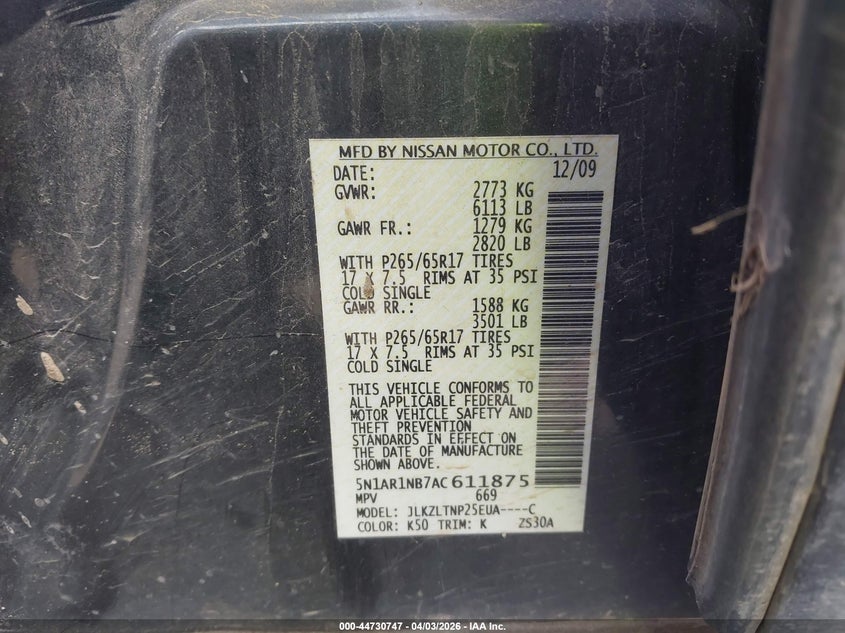 MFD BY NISSAN MOTOR CO., LTD.
DATE: 12/09
GVWR: 2773 KG
6113 LB
GAWR FR.: 1279 KG
2820 LB
WITH P265/65R17 TIRES
17 X 7.5 RIMS AT 35 PSI
COLD SINGLE
GAWR RR.: 1588 KG
3501 LB
WITH P265/65R17 TIRES
17 X 7.5 RIMS AT 35 PSI
COLD SINGLE
THIS VEHICLE CONFORMS TO
ALL APPLICABLE FEDERAL
MOTOR VEHICLE SAFETY AND
THEFT PREVENTION
STANDARDS IN EFFECT ON
THE DATE OF MANUFACTURE
SHOWN ABOVE.
5N1AR1NB7AC611875
MPV 669
MODEL: JLKZLTNP25EUA----C
COLOR: K50 TRIM: K ZS30A
000-44730747 - 04/03/2026 - IAA Inc.